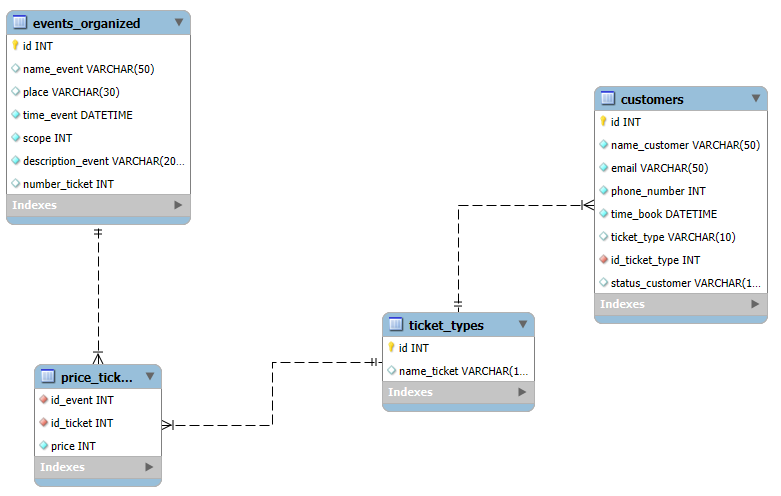 events_organized
id INT
name_event VARCHAR(50)
place VARCHAR(30)
time_event DATETIME
scope INT
description_event VARCHAR(20...
number_ticket INT
Indexes
customers
id INT
name_customer VARCHAR(50)
email VARCHAR(50)
phone_number INT
time_book DATETIME
ticket_type VARCHAR(10)
id_ticket_type INT
status_customer VARCHAR(1...
Indexes
ticket_types
id INT
name_ticket VARCHAR(1...
Indexes
price_tick...
id_event INT
id_ticket INT
price INT
Indexes